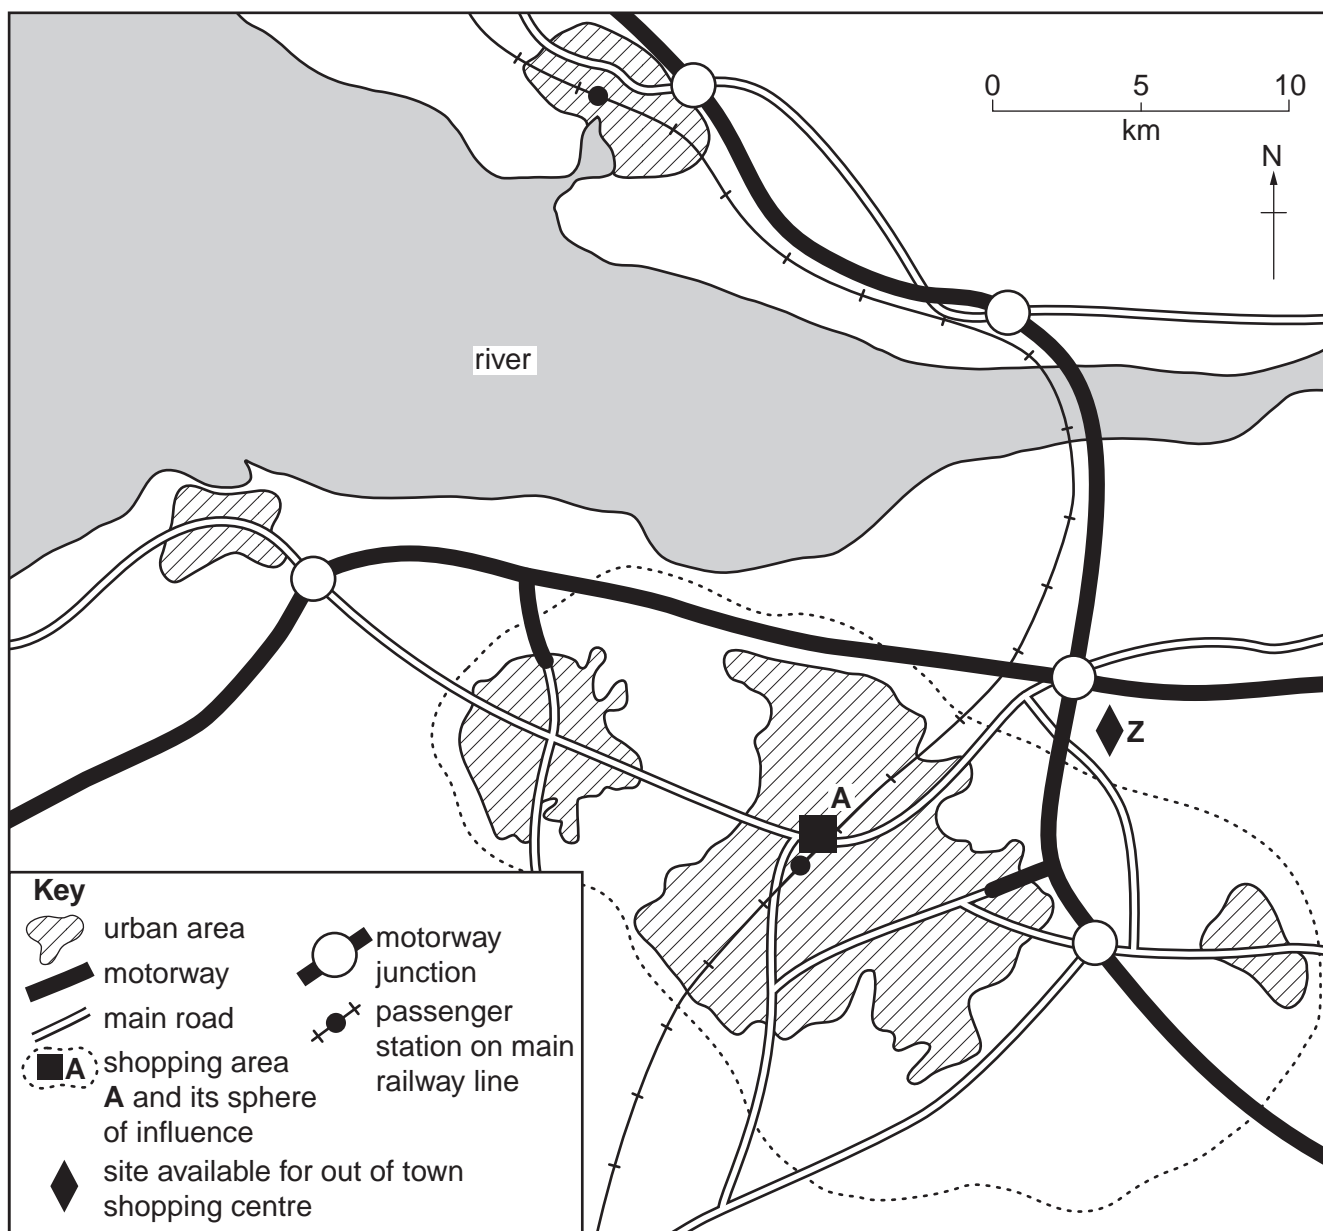 0 5 10
km
N
river
Z
A
Key
urban area
motorway
main road
A shopping area
A and its sphere
of influence
site available for out of town
shopping centre
motorway
junction
passenger
station on main
railway line